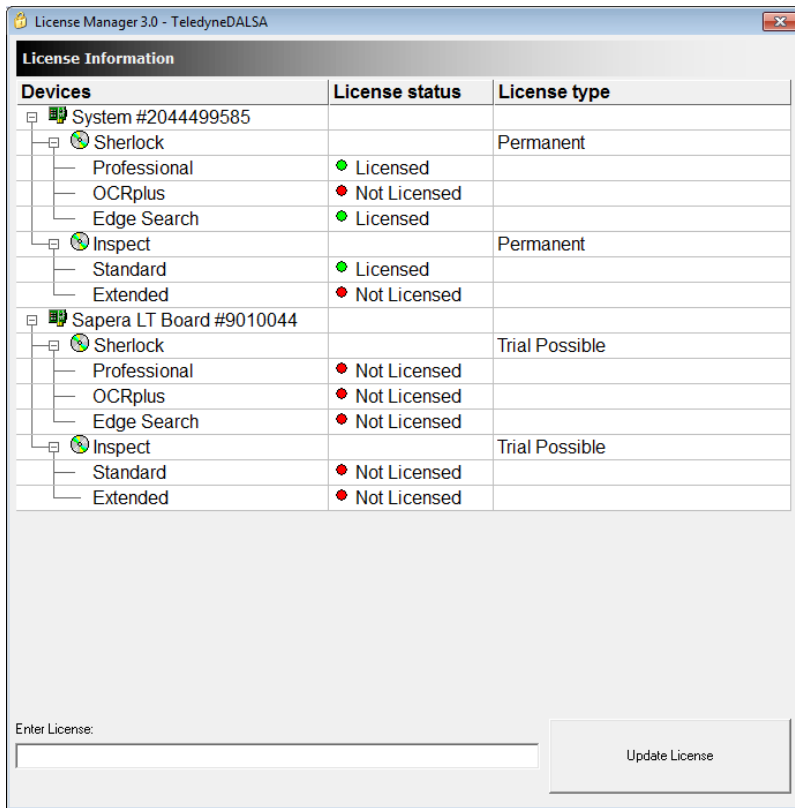 License Manager 3.0 - TeledyneDALSA
License Information
Devices License status License type
System #2044499585
Sherlock Permanent
Professional Licensed
OCRplus Not Licensed
Edge Search Licensed
Inspect Permanent
Standard Licensed
Extended Not Licensed
Sapera LT Board #9010044
Sherlock Trial Possible
Professional Not Licensed
OCRplus Not Licensed
Edge Search Not Licensed
Inspect Trial Possible
Standard Not Licensed
Extended Not Licensed
Enter License:
Update License